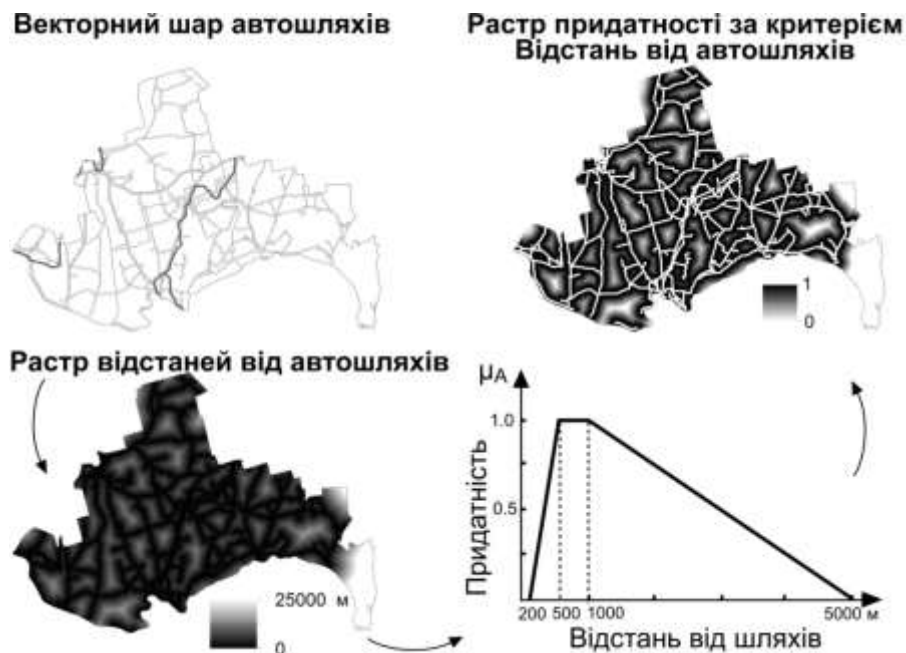 Векторний шар автошляхів
Растр придатності за критерієм
Відстань від автошляхів
1
0
Растр відстаней від автошляхів
25000 м
0
μА
1.0
0.5
Придатність
200 500 1000 5000 м
Відстань від шляхів